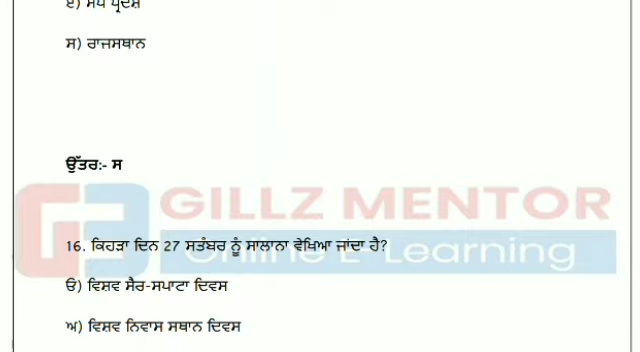 ੲ) ਮੱਧ ਪ੍ਰਦੇਸ਼
ਸ) ਰਾਜਸਥਾਨ
ਉੱਤਰ:- ਸ
GILLZ MENTOR
Online E-Learning
16. ਕਿਹੜਾ ਦਿਨ 27 ਸਤੰਬਰ ਨੂੰ ਸਾਲਾਨਾ ਵੇਖਿਆ ਜਾਂਦਾ ਹੈ?
ੳ) ਵਿਸ਼ਵ ਸੈਰ-ਸਪਾਟਾ ਦਿਵਸ
ਅ) ਵਿਸ਼ਵ ਨਿਵਾਸ ਸਥਾਨ ਦਿਵਸ